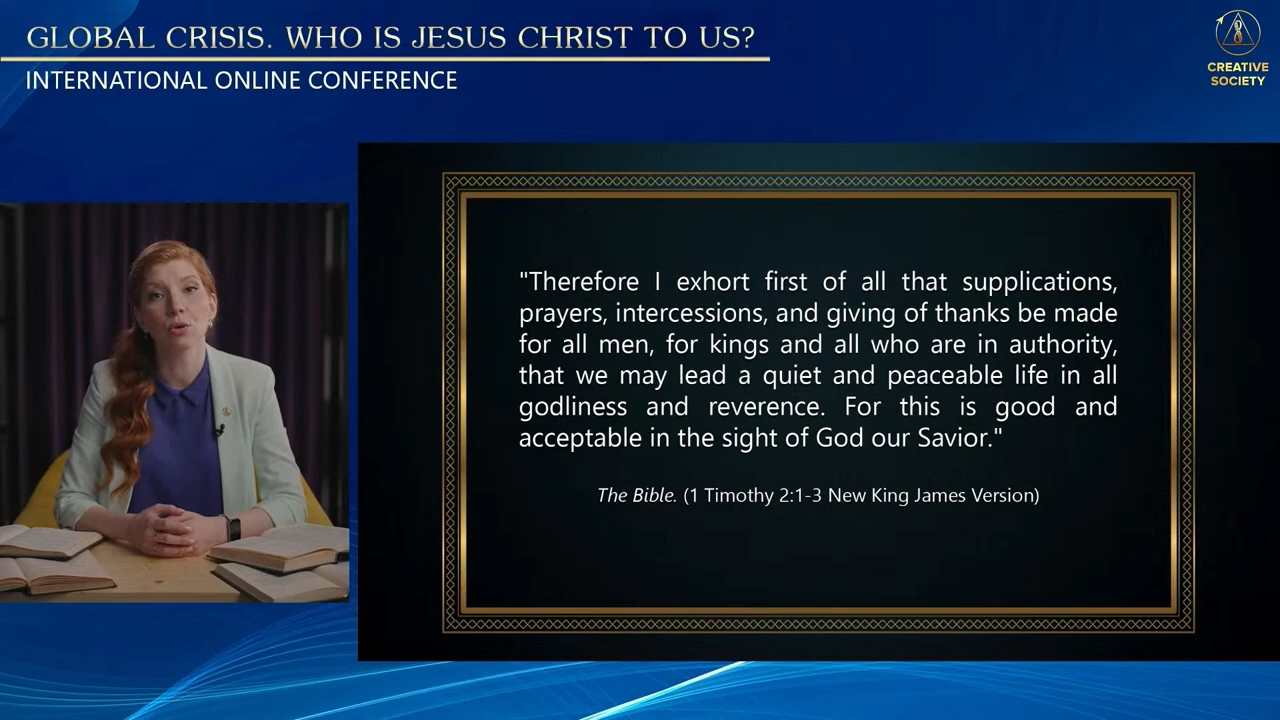 GLOBAL CRISIS. WHO IS JESUS CHRIST TO US?
INTERNATIONAL ONLINE CONFERENCE
CREATIVE
SOCIETY
"Therefore I exhort first of all that supplications,
prayers, intercessions, and giving of thanks be made
for all men, for kings and all who are in authority,
that we may lead a quiet and peaceable life in all
godliness and reverence. For this is good and
acceptable in the sight of God our Savior."
The Bible. (1 Timothy 2:1-3 New King James Version)